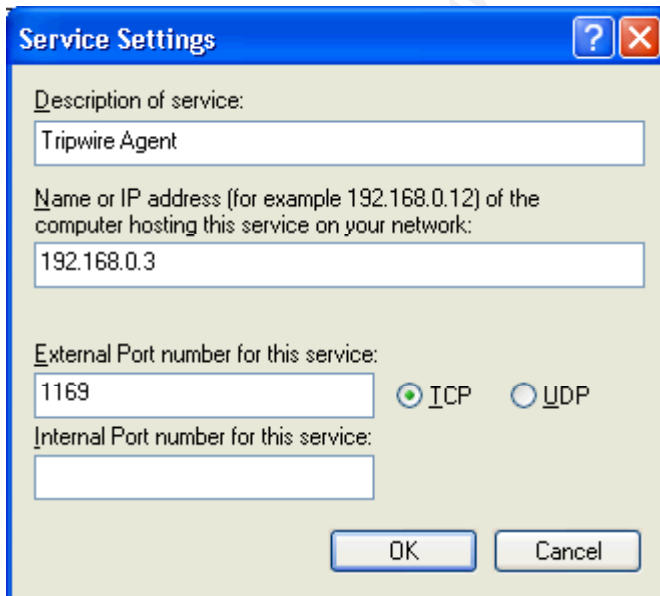 Service Settings
Description of service:
Tripwire Agent
Name or IP address (for example 192.168.0.12) of the
computer hosting this service on your network:
192.168.0.3
External Port number for this service:
1169
TCP
UDP
Internal Port number for this service:
OK
Cancel